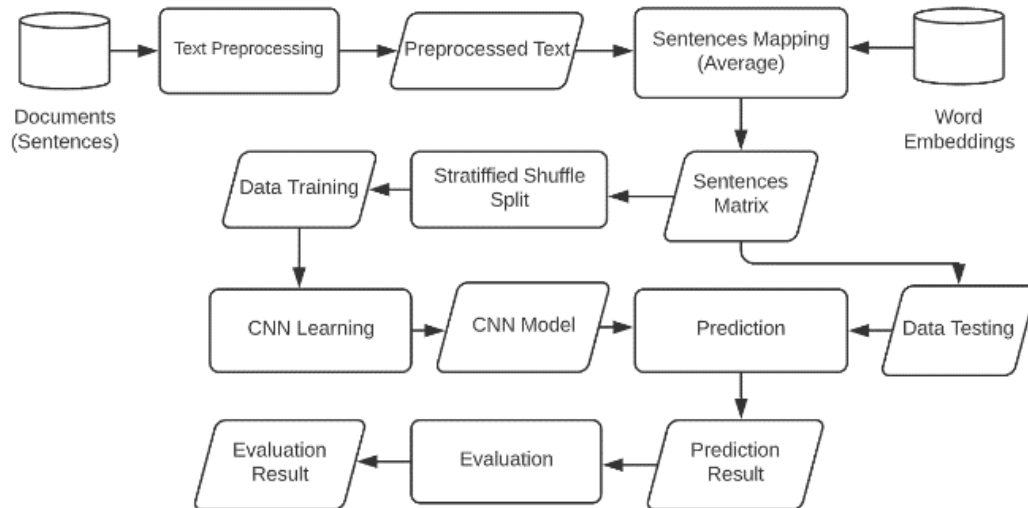 Text Preprocessing
Preprocessed Text
Sentences Mapping
(Average)
Documents
(Sentences)
Word
Embeddings
Data Training
Stratiffied Shuffle
Split
Sentences
Matrix
CNN Learning
CNN Model
Prediction
Data Testing
Evaluation
Result
Evaluation
Prediction
Result